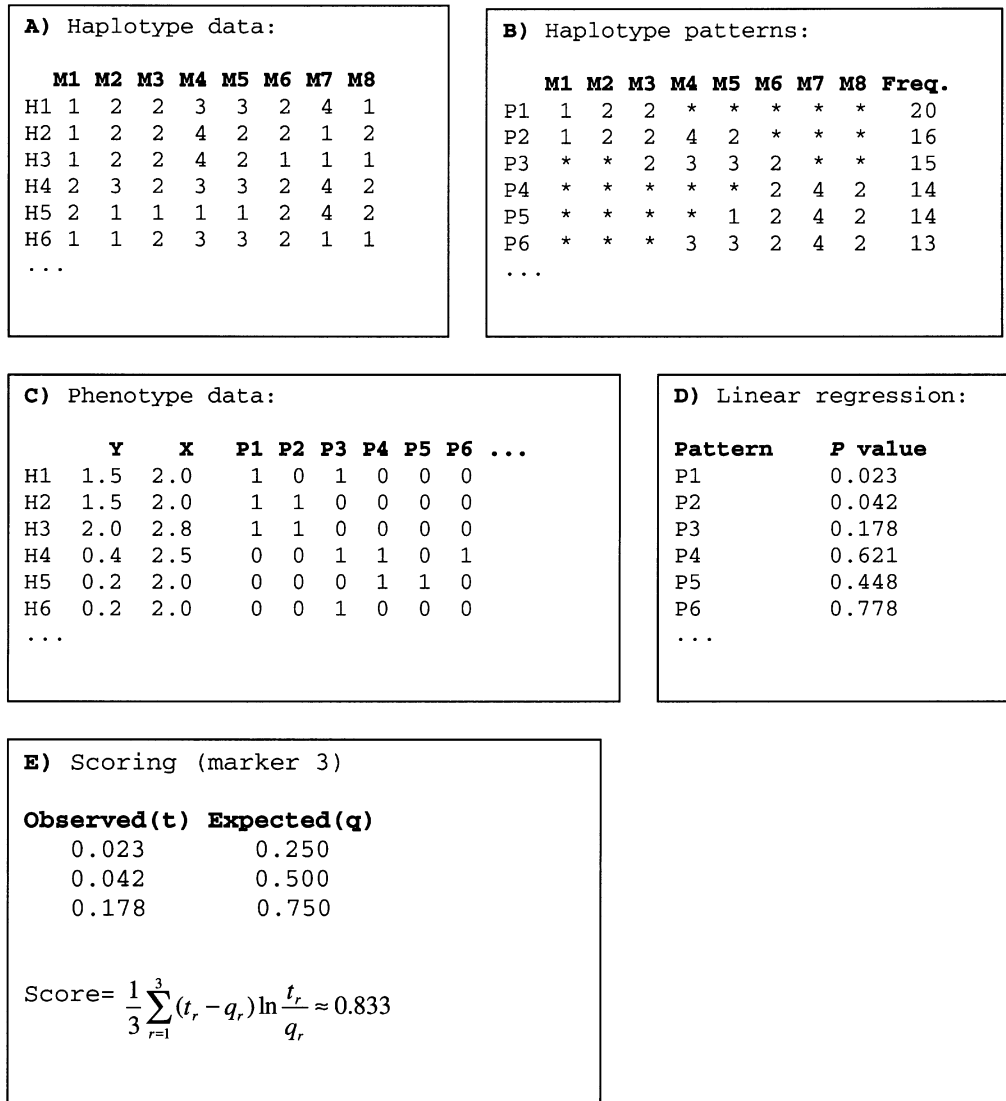 A) Haplotype data:
M1 M2 M3 M4 M5 M6 M7 M8
H1 1 2 2 3 3 2 4 1
H2 1 2 2 4 2 2 1 2
H3 1 2 2 4 2 1 1 1
H4 2 3 2 3 3 2 4 2
H5 2 1 1 1 1 2 4 2
H6 1 1 2 3 3 2 1 1
...
B) Haplotype patterns:
M1 M2 M3 M4 M5 M6 M7 M8 Freq.
P1 1 2 2 * * * * * 20
P2 1 2 2 4 2 * * * 16
P3 * * 2 3 3 2 * * 15
P4 * * * * * 2 4 2 14
P5 * * * * 1 2 4 2 14
P6 * * * 3 3 2 4 2 13
...
C) Phenotype data:
Y X P1 P2 P3 P4 P5 P6 ...
H1 1.5 2.0 1 0 1 0 0 0
H2 1.5 2.0 1 1 0 0 0 0
H3 2.0 2.8 1 1 0 0 0 0
H4 0.4 2.5 0 0 1 1 0 1
H5 0.2 2.0 0 0 0 1 1 0
H6 0.2 2.0 0 0 1 0 0 0
...
D) Linear regression:
Pattern P value
P1 0.023
P2 0.042
P3 0.178
P4 0.621
P5 0.448
P6 0.778
...
E) Scoring (marker 3)
Observed(t) Expected(q)
0.023 0.250
0.042 0.500
0.178 0.750
Score= \frac{1}{3} \sum_{r=1}^{3} (t_r - q_r) \ln \frac{t_r}{q_r} ≈ 0.833